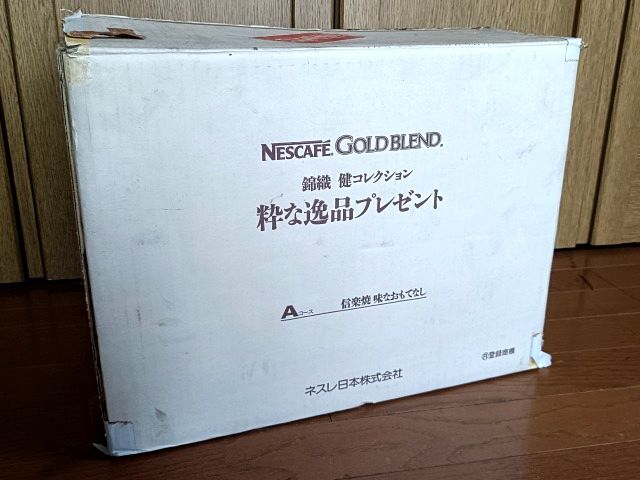 NESCAFÉ. GOLD BLEND.
錦織 健コレクション
粋な逸品プレゼント
Aコース 信楽焼 味なおもてなし
ネスレ日本株式会社
Ⓡ登録商標